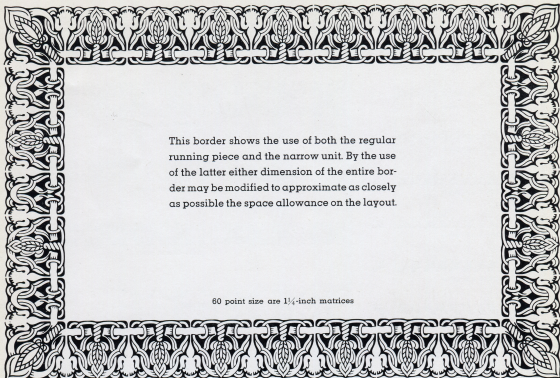 This border shows the use of both the regular
running piece and the narrow unit. By the use
of the latter either dimension of the entire bor-
der may be modified to approximate as closely
as possible the space allowance on the layout.
60 point size are 1¼-inch matrices